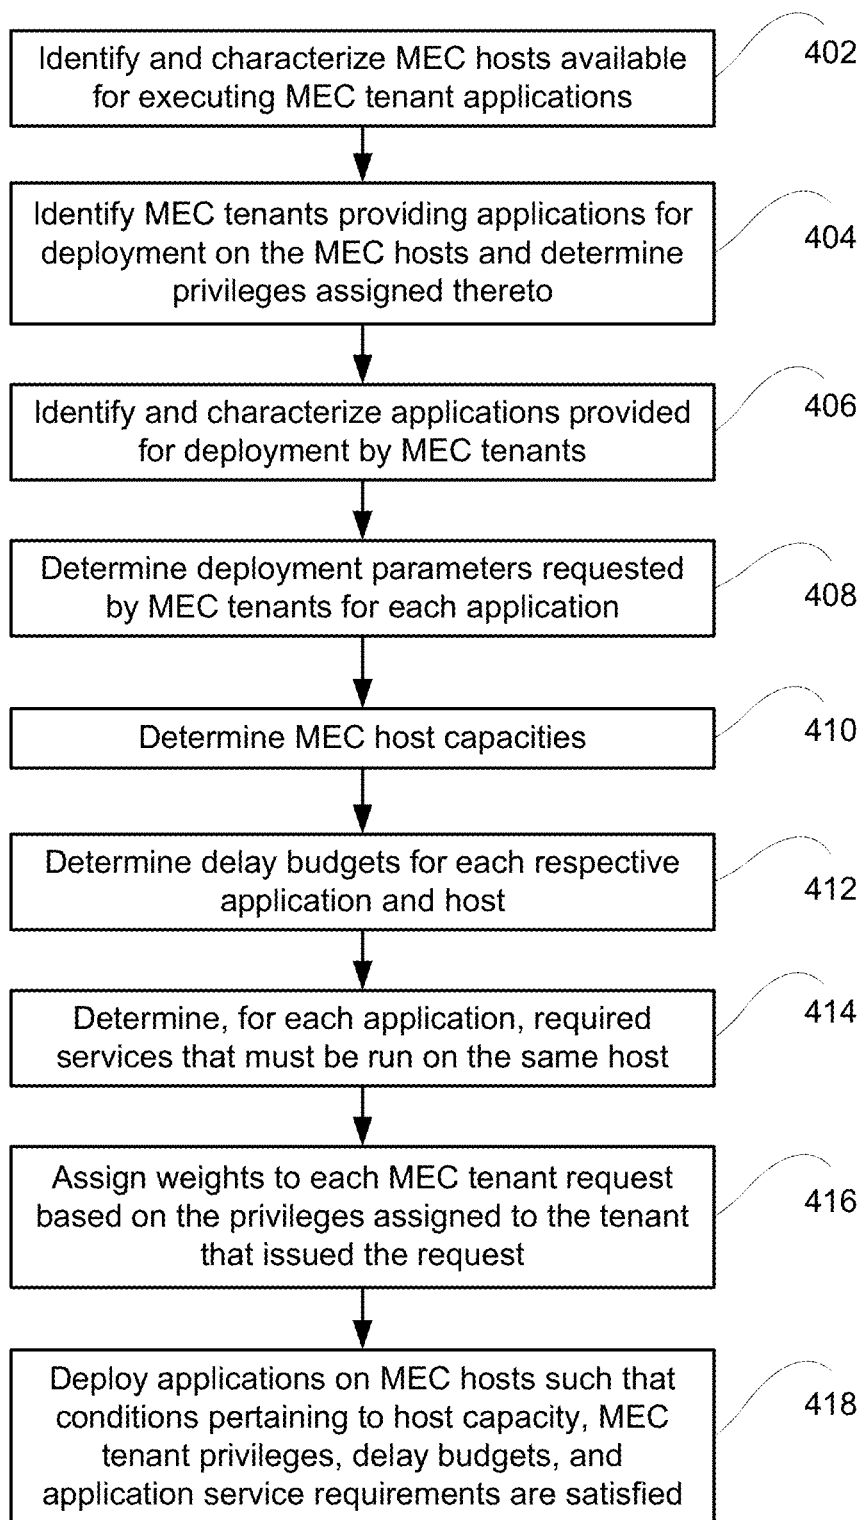 Identify and characterize MEC hosts available
for executing MEC tenant applications
402
Identify MEC tenants providing applications for
deployment on the MEC hosts and determine
privileges assigned thereto
404
Identify and characterize applications provided
for deployment by MEC tenants
406
Determine deployment parameters requested
by MEC tenants for each application
408
Determine MEC host capacities
410
Determine delay budgets for each respective
application and host
412
Determine, for each application, required
services that must be run on the same host
414
Assign weights to each MEC tenant request
based on the privileges assigned to the tenant
that issued the request
416
Deploy applications on MEC hosts such that
conditions pertaining to host capacity, MEC
tenant privileges, delay budgets, and
application service requirements are satisfied
418